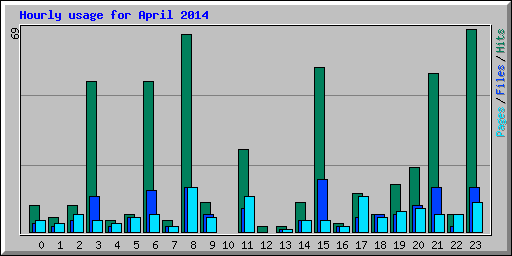 Hourly usage for April 2014
69
Pages / Files / Hits
0 1 2 3 4 5 6 7 8 9 10 11 12 13 14 15 16 17 18 19 20 21 22 23